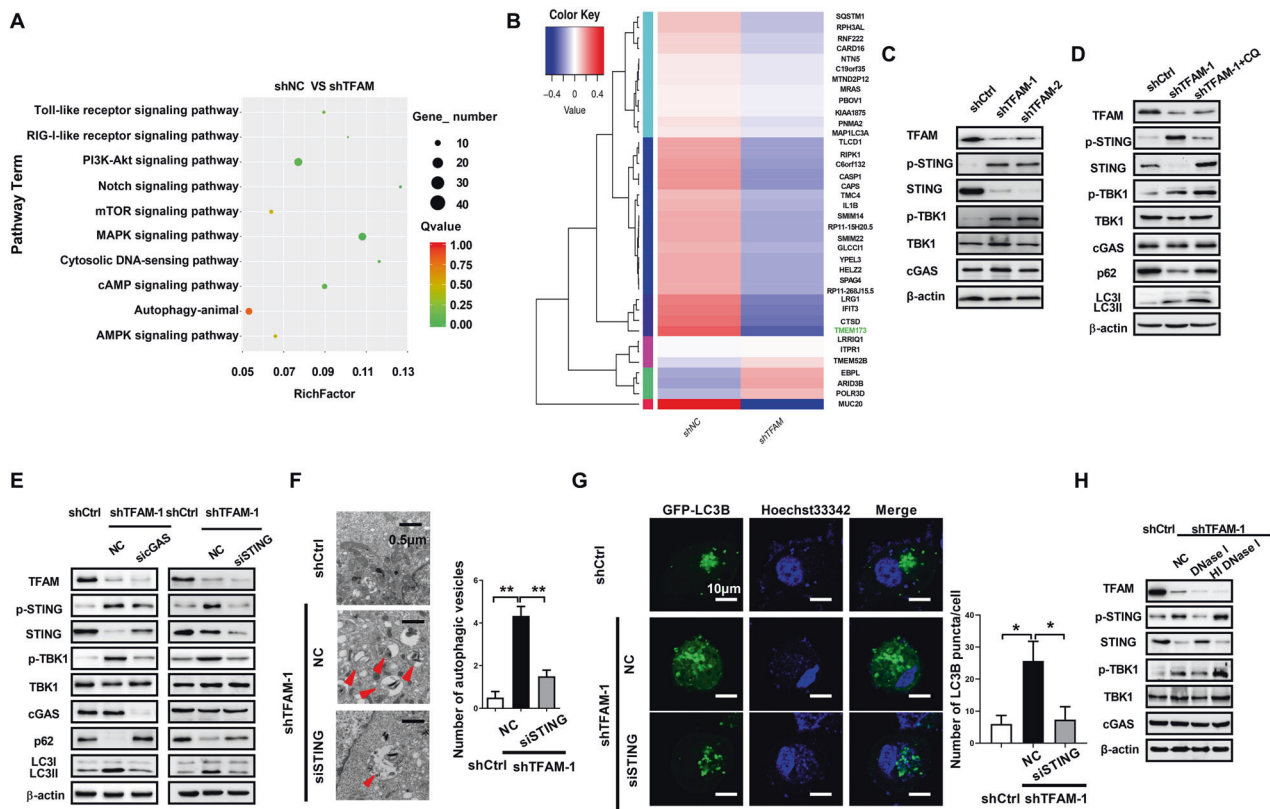 A
shNC VS shTFAM
Toll-like receptor signaling pathway
RIG-I-like receptor signaling pathway
PI3K-Akt signaling pathway
Notch signaling pathway
mTOR signaling pathway
MAPK signaling pathway
Cytosolic DNA-sensing pathway
cAMP signaling pathway
Autophagy-animal
AMPK signaling pathway
Pathway Term
0.05 0.07 0.09 0.11 0.13
RichFactor
Gene_ number
10
20
30
40
Qvalue
1.00
0.75
0.50
0.25
0.00
B
Color Key
-0.4 0 0.4
Value
SQSTM1
RPH3AL
RNF222
CARD16
NTN5
C19orf35
MTND2P12
MRAS
PBOV1
KIAA1875
PNMA2
MAP1LC3A
TLCD1
RIPK1
C6orf132
CASP1
CAPS
TMC4
IL1B
SMIM14
RP11-15H20.5
SMIM22
GLCCI1
YPEL3
HELZ2
SPAG4
RP11-268J15.5
LRG1
IFIT3
CTSD
TMEM173
LRRIQ1
ITPR1
TMEM52B
EBPL
ARID3B
POLR3D
MUC20
shNC
shTFAM
C
shCtrl
shTFAM-1
shTFAM-2
TFAM
p-STING
STING
p-TBK1
TBK1
cGAS
β-actin
D
shCtrl
shTFAM-1
shTFAM-1+CQ
TFAM
p-STING
STING
p-TBK1
TBK1
cGAS
p62
LC3I
LC3II
β-actin
E
shCtrl shTFAM-1 shCtrl shTFAM-1
NC sicGAS NC siSTING
TFAM
p-STING
STING
p-TBK1
TBK1
cGAS
p62
LC3I
LC3II
β-actin
F
shCtrl
0.5μm
NC
siSTING
shTFAM-1
Number of autophagic vesicles
0 1 2 3 4 5
** **
NC
siSTING
shCtrl shTFAM-1
G
GFP-LC3B Hoechst33342 Merge
shCtrl
10μm
NC
siSTING
shTFAM-1
Number of LC3B puncta/cell
0 10 20 30 40
* *
NC
siSTING
shCtrl shTFAM-1
H
shCtrl shTFAM-1
NC
DNase I
HI DNase I
TFAM
p-STING
STING
p-TBK1
TBK1
cGAS
β-actin